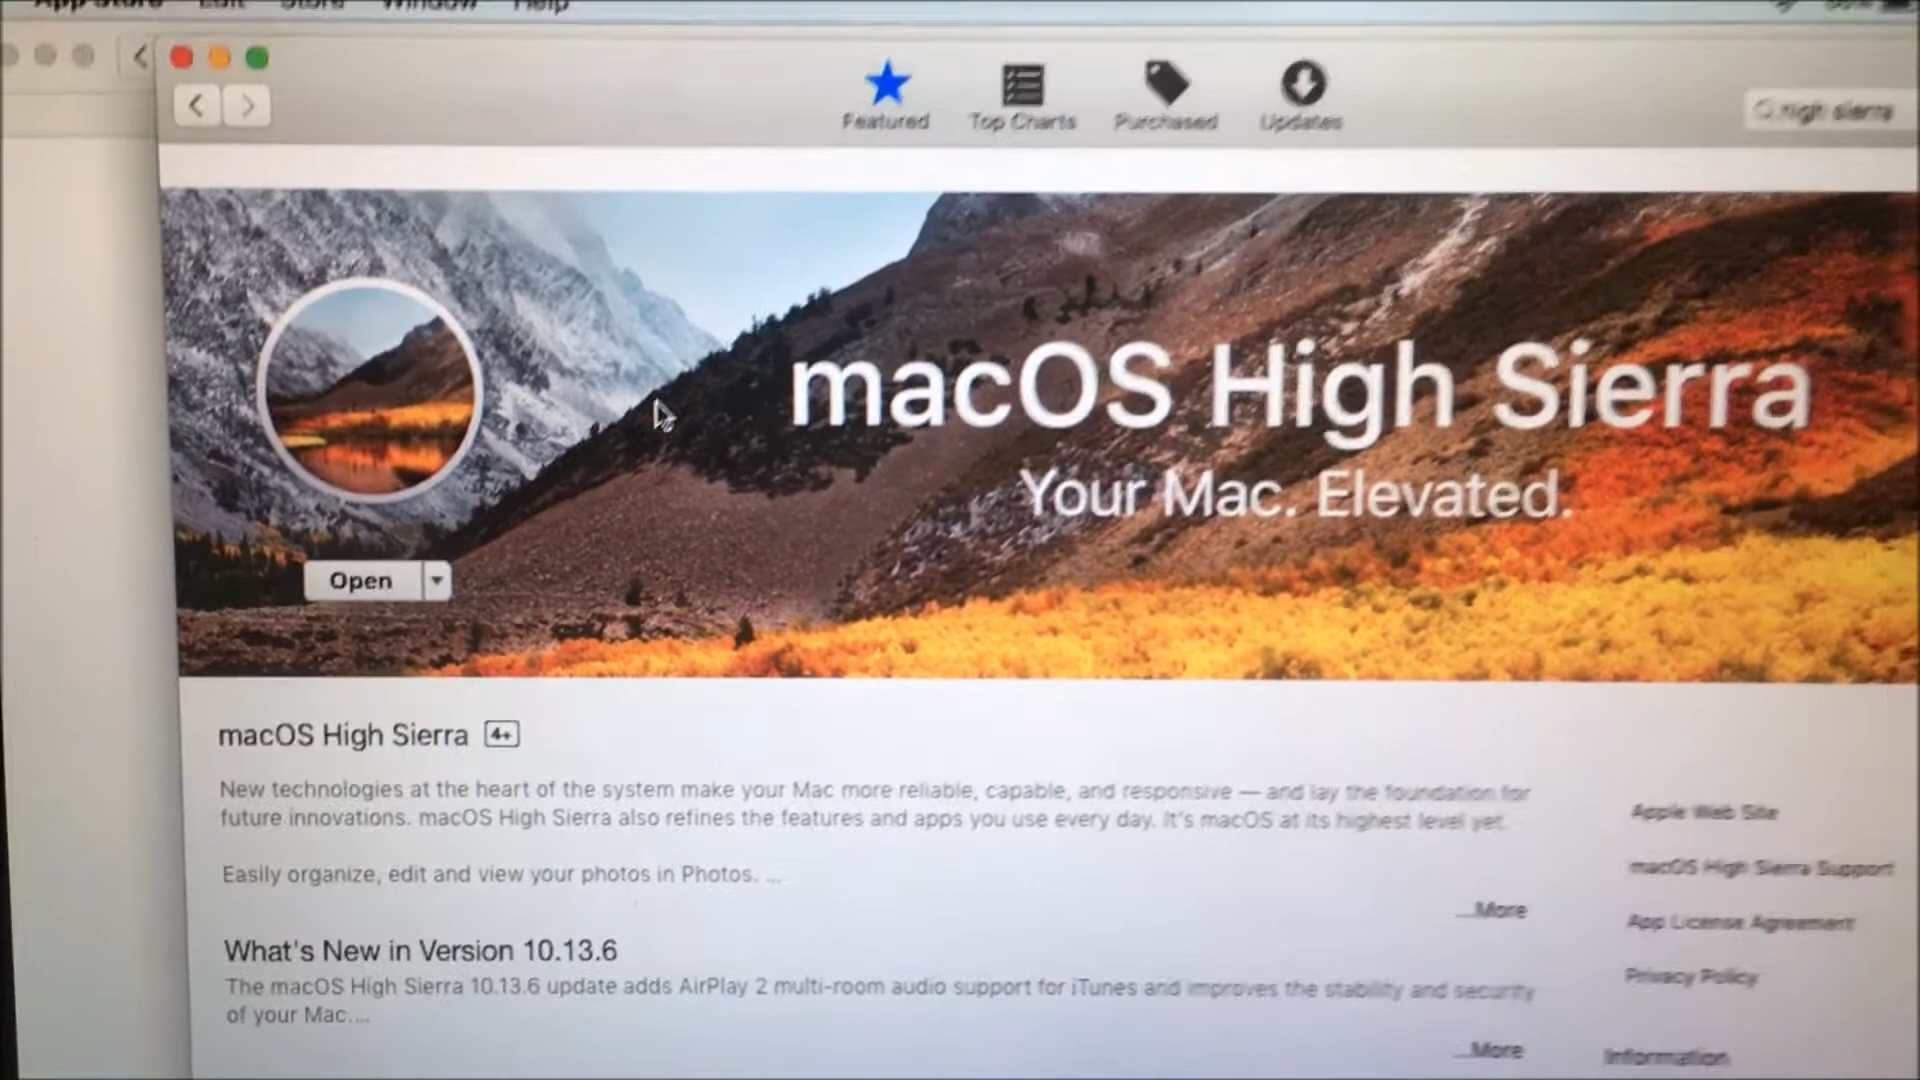 App Store Edit Store Window Help
Featured Top Charts Purchased Updates
high sierra
macOS High Sierra
Your Mac. Elevated.
Open
macOS High Sierra 4+
New technologies at the heart of the system make your Mac more reliable, capable, and responsive — and lay the foundation for
future innovations. macOS High Sierra also refines the features and apps you use every day. It's macOS at its highest level yet.
Apple Web Site
macOS High Sierra Support
Easily organize, edit and view your photos in Photos. ...
...More
App License Agreement
What's New in Version 10.13.6
Privacy Policy
The macOS High Sierra 10.13.6 update adds AirPlay 2 multi-room audio support for iTunes and improves the stability and security
of your Mac....
...More
Information